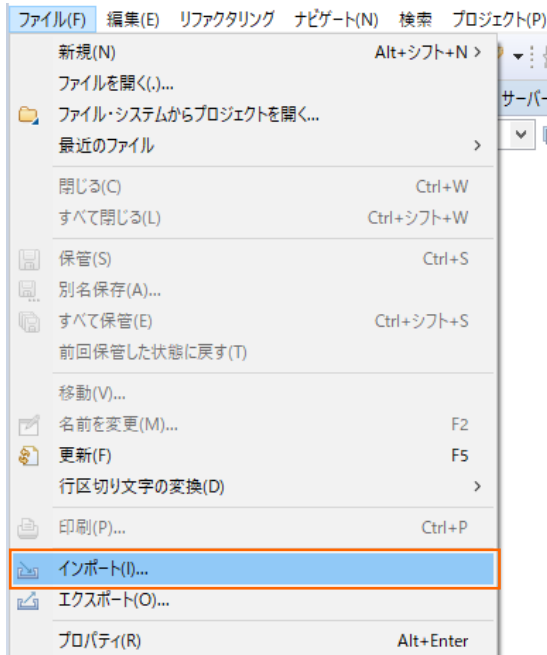 ファイル(F) 編集(E) リファクタリング ナビゲート(N) 検索 プロジェクト(P)
新規(N) Alt+シフト+N >
ファイルを開く(.)...
サーバー
ファイル・システムからプロジェクトを開く...
最近のファイル >
閉じる(C) Ctrl+W
すべて閉じる(L) Ctrl+シフト+W
保管(S) Ctrl+S
別名保存(A)...
すべて保管(E) Ctrl+シフト+S
前回保管した状態に戻す(T)
移動(V)...
名前を変更(M)... F2
更新(F) F5
行区切り文字の変換(D) >
印刷(P)... Ctrl+P
インポート(I)...
エクスポート(O)...
プロパティ(R) Alt+Enter